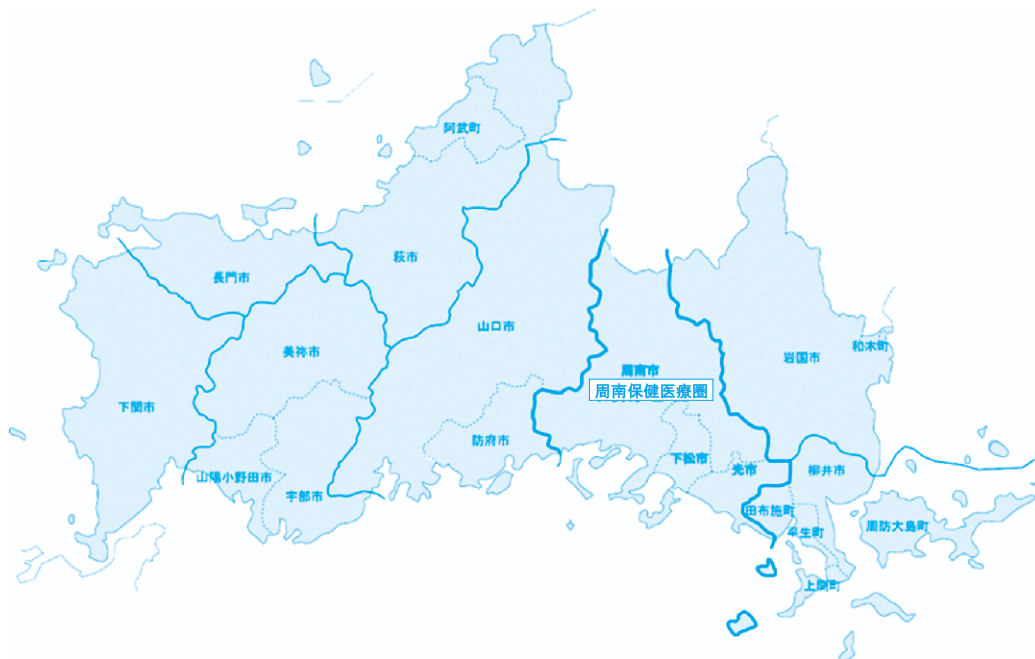 阿武町
萩市
長門市
山口市
美祢市
周南市
周南保健医療圏
岩国市
和木町
下関市
防府市
下松市
光市
柳井市
山陽小野田市
宇部市
田布施町
周防大島町
平生町
上関町